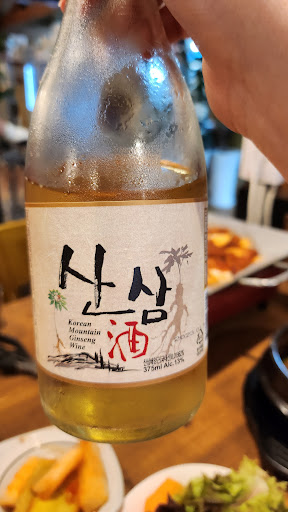 산삼
酒
Korean
Mountain
Ginseng
Wine
375ml Alc.13%